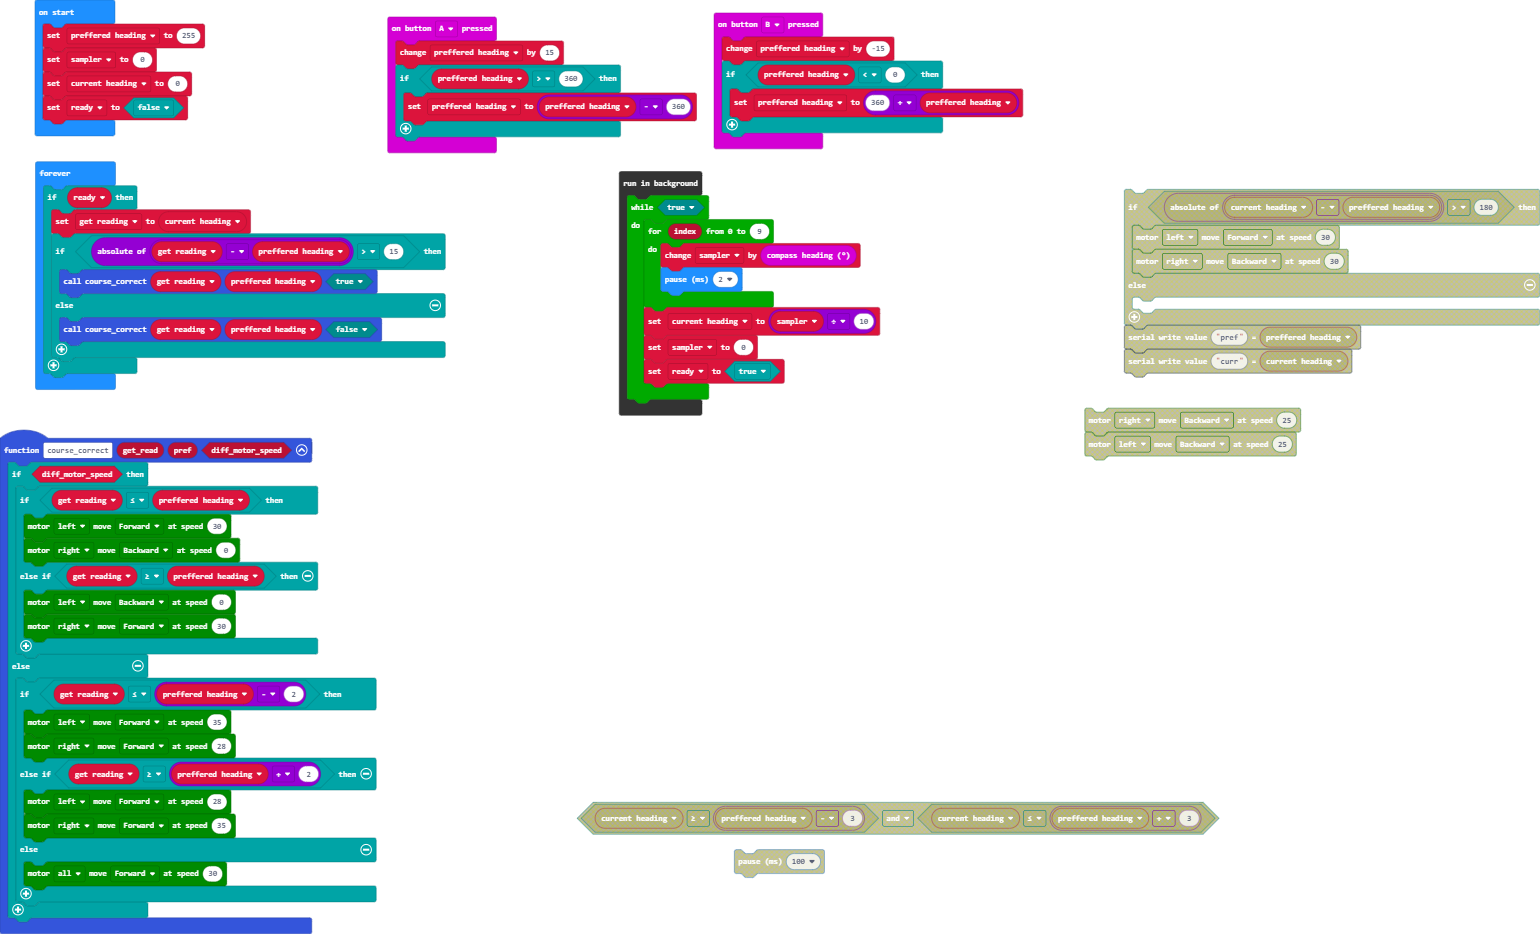 on start
set preffered heading to 255
set sampler to 0
set current heading to 0
set ready to false
on button A pressed
change preffered heading by 15
if preffered heading > 360 then
set preffered heading to preffered heading - 360
on button B pressed
change preffered heading by -15
if preffered heading < 0 then
set preffered heading to 360 + preffered heading
forever
if ready then
set get reading to current heading
if absolute of get reading - preffered heading > 15 then
call course_correct get reading preffered heading true
else
call course_correct get reading preffered heading false
run in background
while true
do
for index from 0 to 9
do
change sampler by compass heading (°)
pause (ms) 2
set current heading to sampler ÷ 10
set sampler to 0
set ready to true
if absolute of current heading - preffered heading > 180 then
motor left move Forward at speed 30
motor right move Backward at speed 30
else
serial write value "pref" = preffered heading
serial write value "curr" = current heading
motor right move Backward at speed 25
motor left move Backward at speed 25
function course_correct get_read pref diff_motor_speed
if diff_motor_speed then
if get reading ≤ preffered heading then
motor left move Forward at speed 30
motor right move Backward at speed 0
else if get reading ≥ preffered heading then
motor left move Backward at speed 0
motor right move Forward at speed 30
else
if get reading ≤ preffered heading - 2 then
motor left move Forward at speed 35
motor right move Forward at speed 28
else if get reading ≥ preffered heading + 2 then
motor left move Forward at speed 28
motor right move Forward at speed 35
else
motor all move Forward at speed 30
current heading ≥ preffered heading - 3 and current heading ≤ preffered heading + 3
pause (ms) 100